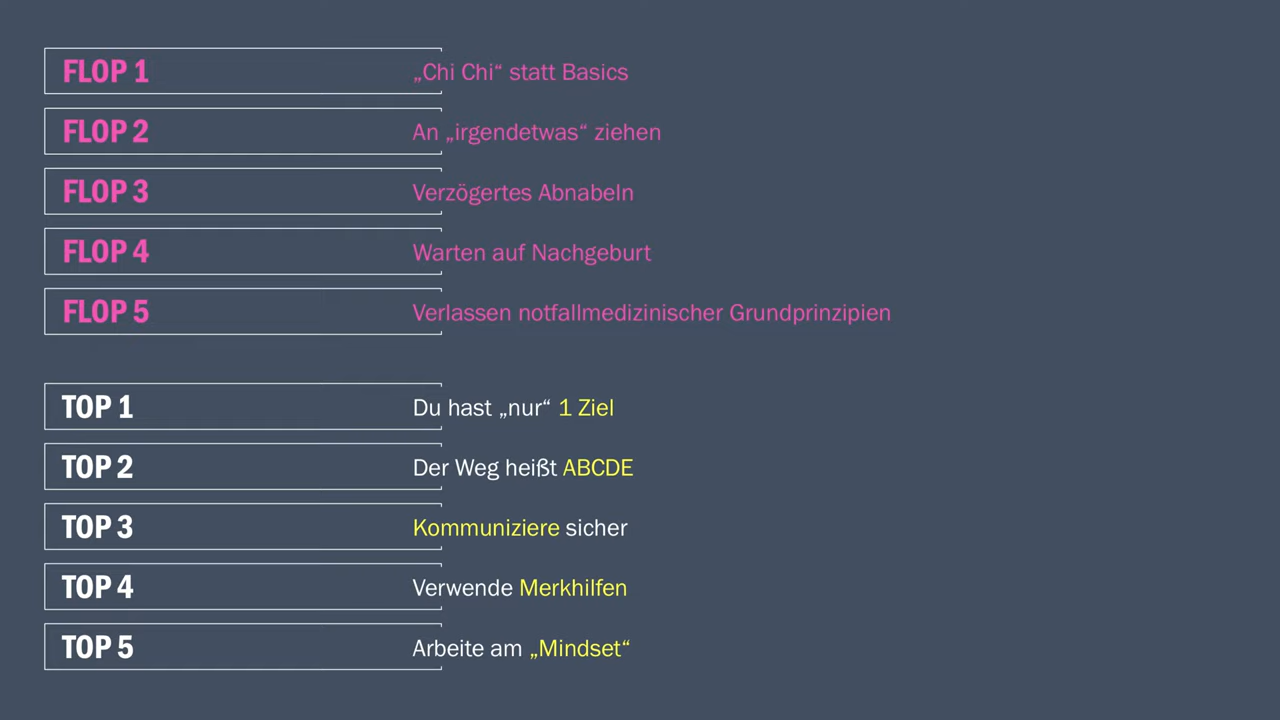 FLOP 1 „Chi Chi“ statt Basics
FLOP 2 An „irgendetwas“ ziehen
FLOP 3 Verzögertes Abnabeln
FLOP 4 Warten auf Nachgeburt
FLOP 5 Verlassen notfallmedizinischer Grundprinzipien
TOP 1 Du hast „nur“ 1 Ziel
TOP 2 Der Weg heißt ABCDE
TOP 3 Kommuniziere sicher
TOP 4 Verwende Merkhilfen
TOP 5 Arbeite am „Mindset“